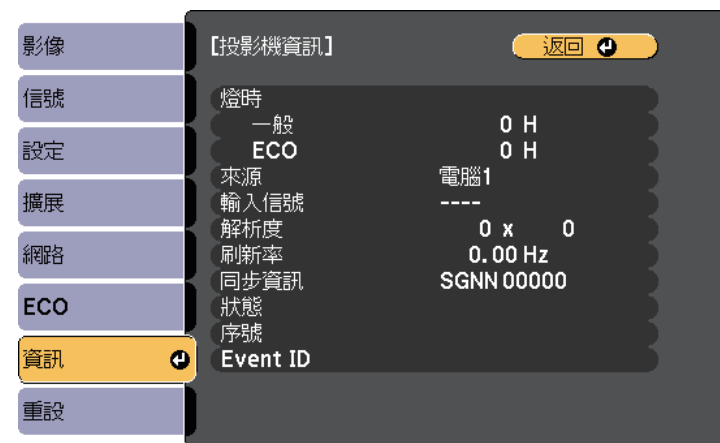 影像
信號
設定
擴展
網路
ECO
資訊
重設
[投影機資訊]
返回
燈時
一般 0 H
ECO 0 H
來源 電腦1
輸入信號 ----
解析度 0 x 0
刷新率 0.00 Hz
同步資訊 SGNN 00000
狀態
序號
Event ID